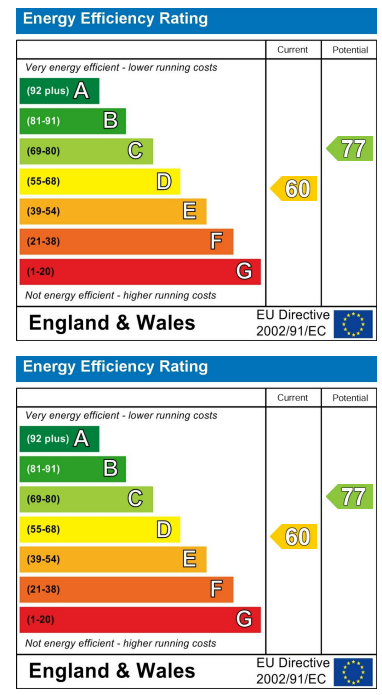 Energy Efficiency Rating
Current Potential
Very energy efficient - lower running costs
(92 plus) A
(81-91) B
(69-80) C 77
(55-68) D 60
(39-54) E
(21-38) F
(1-20) G
Not energy efficient - higher running costs
England & Wales EU Directive 2002/91/EC
Energy Efficiency Rating
Current Potential
Very energy efficient - lower running costs
(92 plus) A
(81-91) B
(69-80) C 77
(55-68) D 60
(39-54) E
(21-38) F
(1-20) G
Not energy efficient - higher running costs
England & Wales EU Directive 2002/91/EC